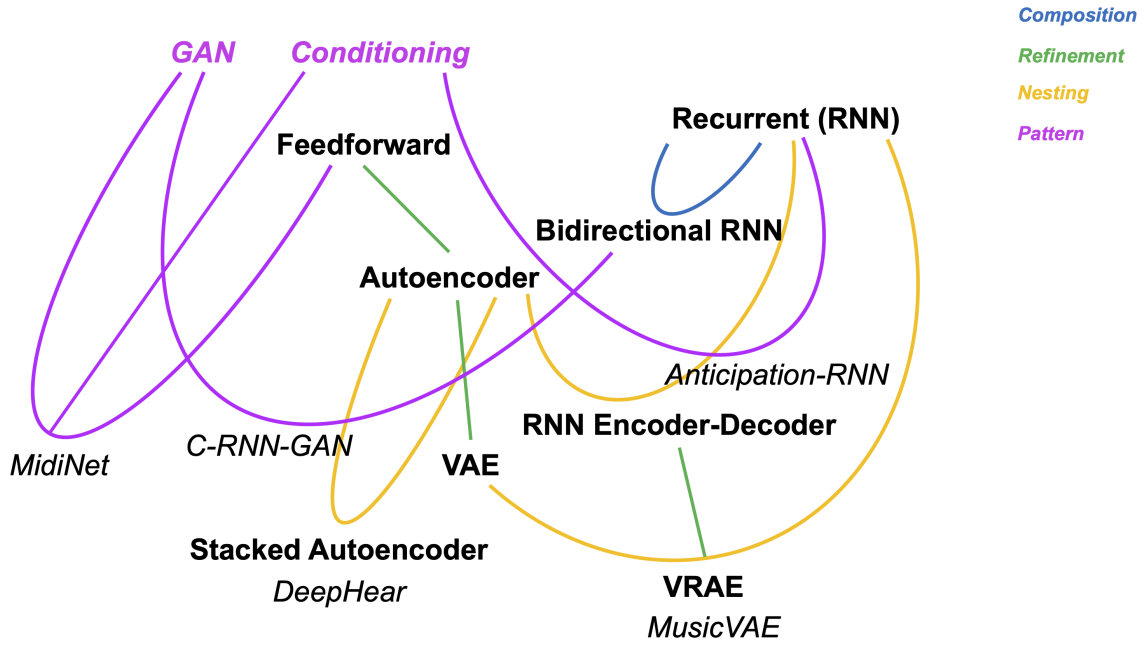 Composition
GAN
Conditioning
Refinement
Nesting
Recurrent (RNN)
Pattern
Feedforward
Bidirectional RNN
Autoencoder
Anticipation-RNN
RNN Encoder-Decoder
C-RNN-GAN
MidiNet
VAE
Stacked Autoencoder
DeepHear
VRAE
MusicVAE